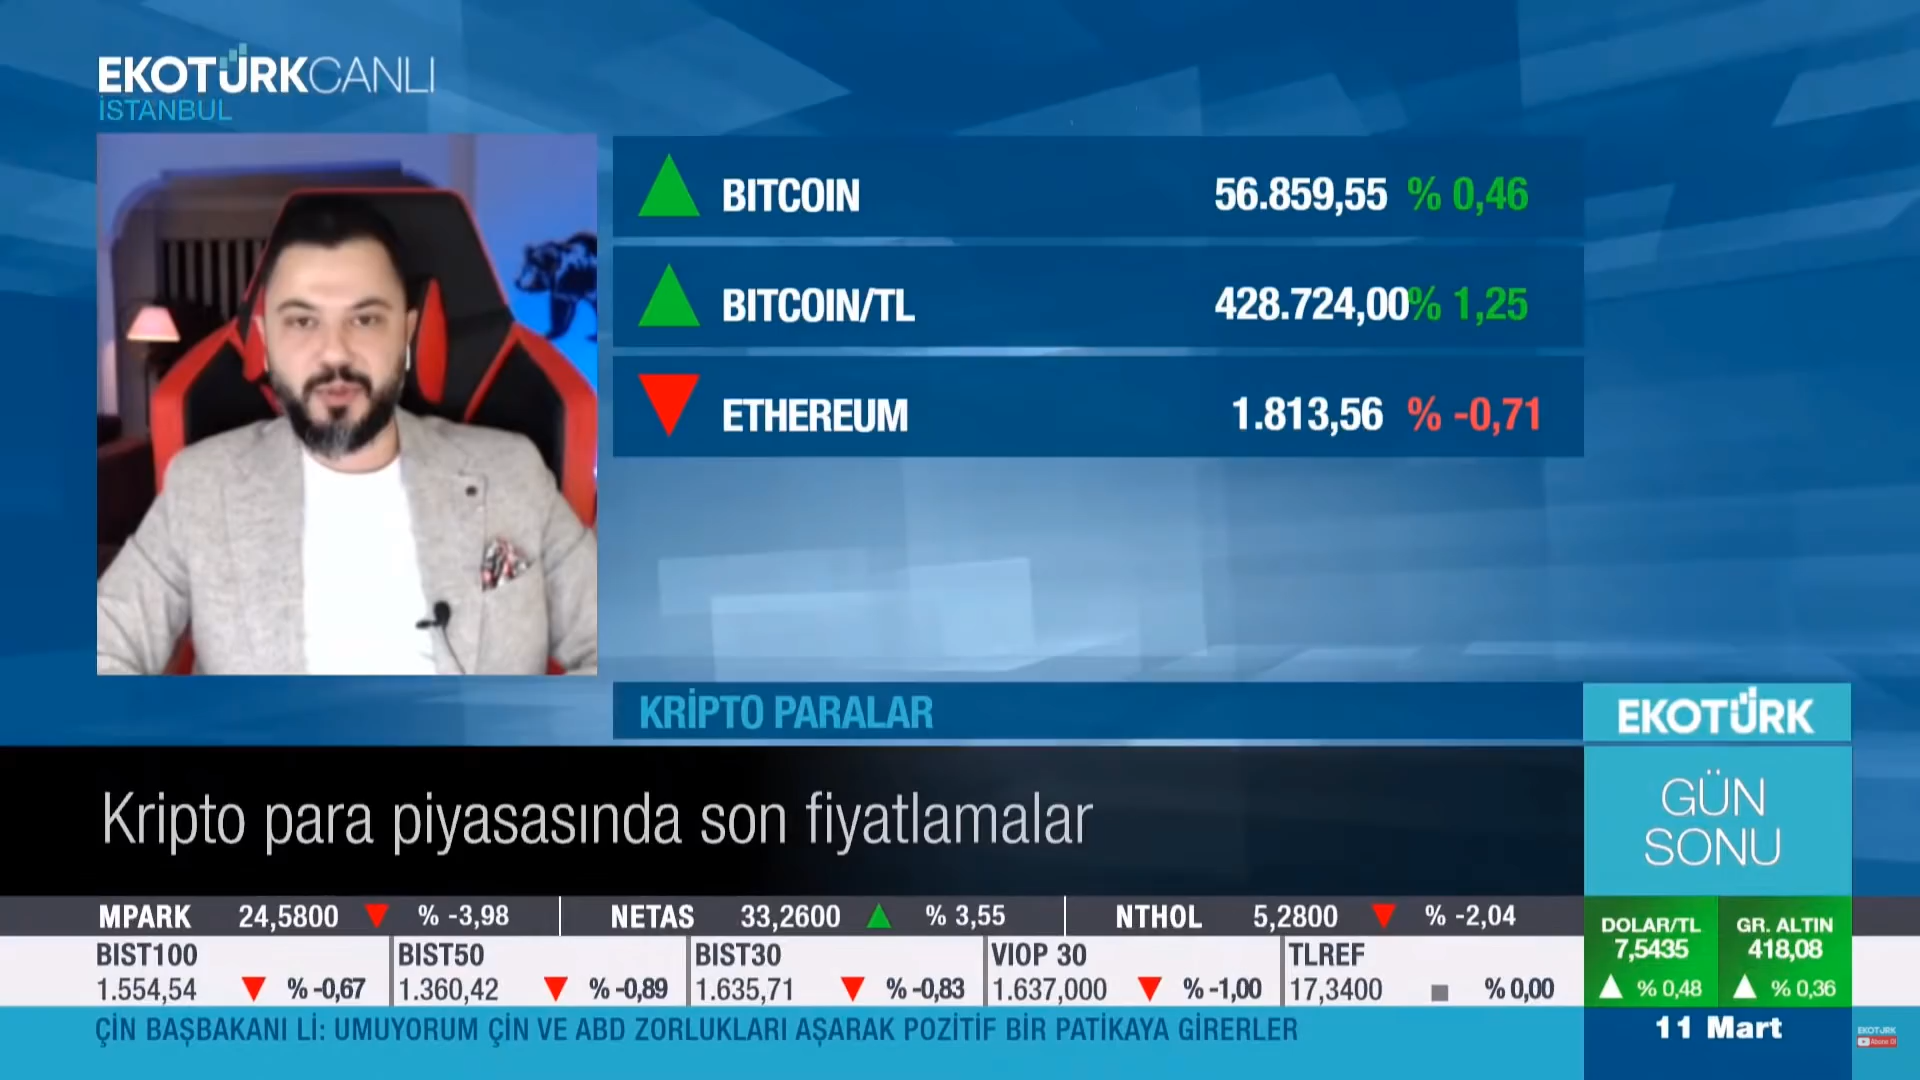 EKOTÜRKCANLI
İSTANBUL
BITCOIN 56.859,55 % 0,46
BITCOIN/TL 428.724,00% 1,25
ETHEREUM 1.813,56 % -0,71
KRİPTO PARALAR
EKOTÜRK
Kripto para piyasasında son fiyatlamalar
GÜN
SONU
MPARK 24,5800 % -3,98 NETAS 33,2600 % 3,55 NTHOL 5,2800 % -2,04
BIST100 BIST50 BIST30 VIOP 30 TLREF
1.554,54 % -0,67 1.360,42 % -0,89 1.635,71 % -0,83 1.637,000 % -1,00 17,3400 % 0,00
DOLAR/TL GR. ALTIN
7,5435 418,08
% 0,48 % 0,36
ÇİN BAŞBAKANI Lİ: UMUYORUM ÇİN VE ABD ZORLUKLARI AŞARAK POZİTİF BİR PATİKAYA GİRERLER
11 Mart
EKOTÜRK
Abone Ol